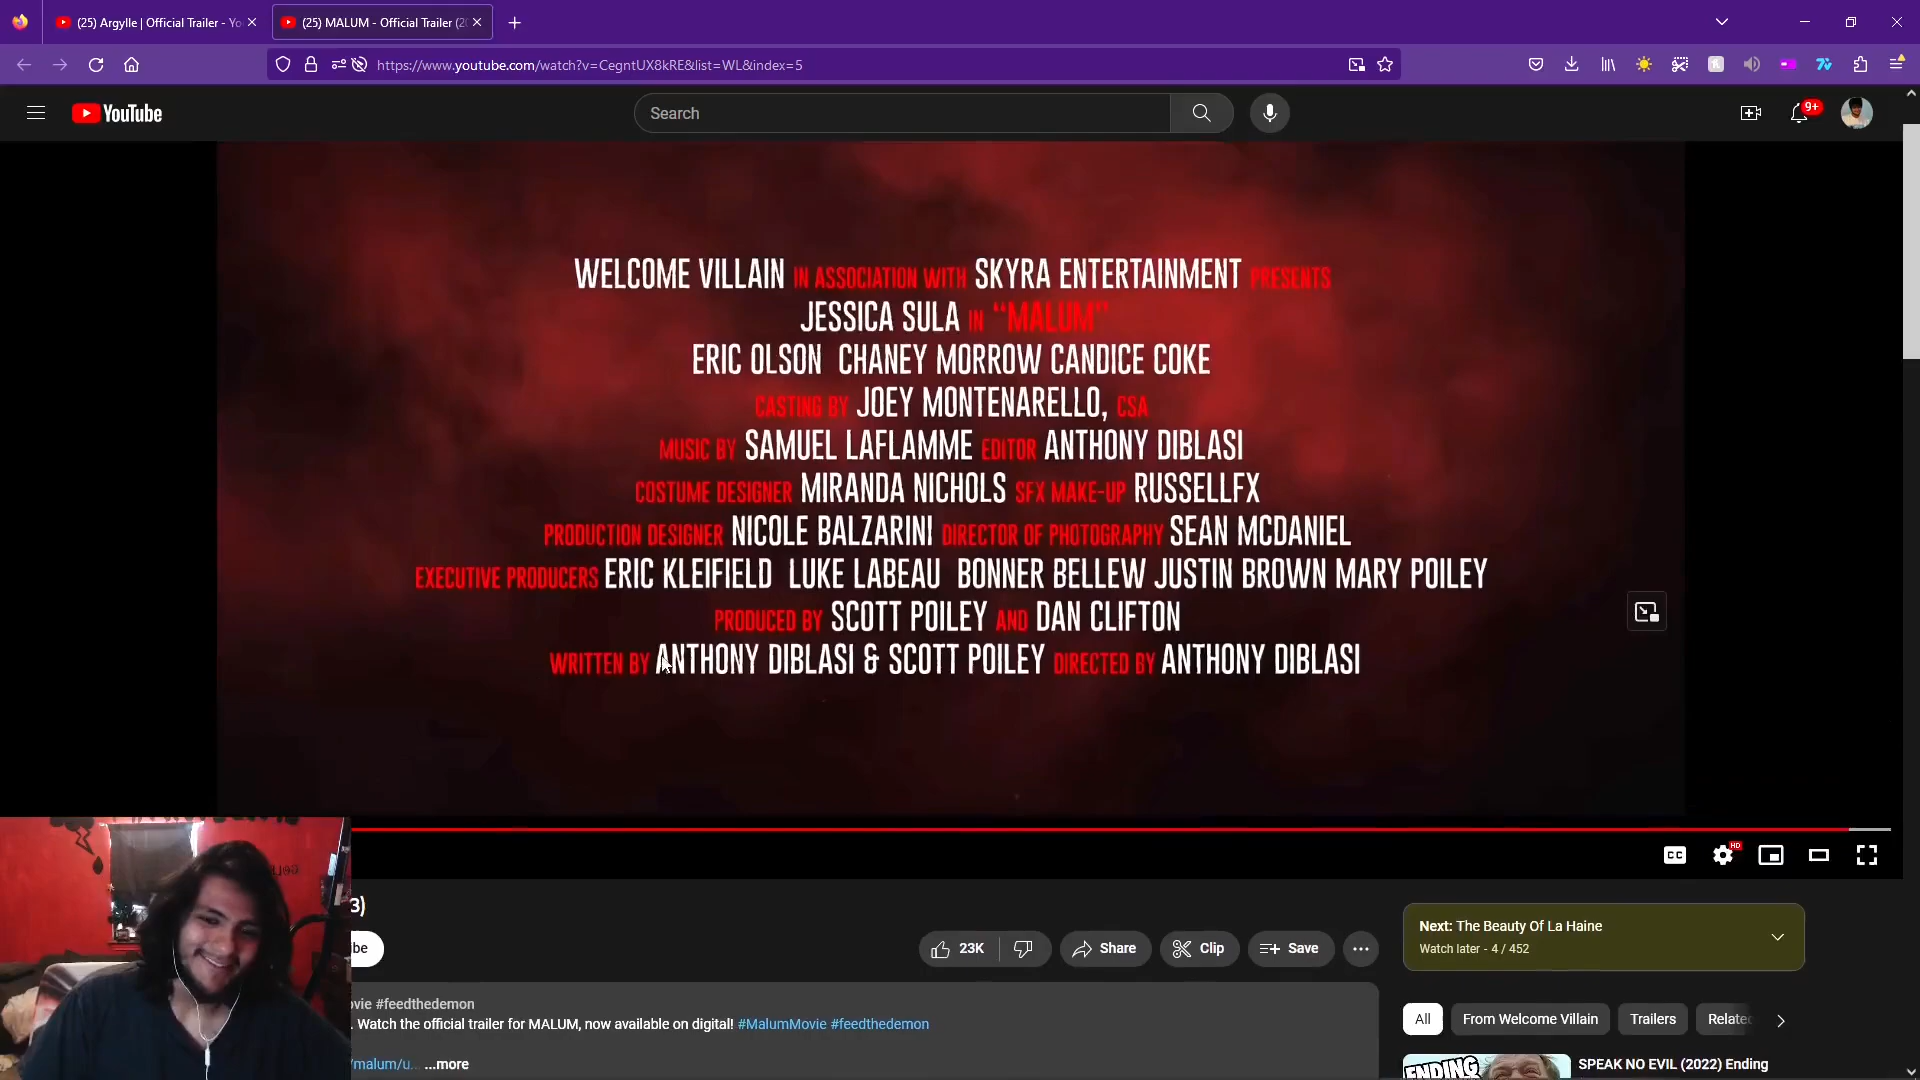 (25) Argylle | Official Trailer - Yo
(25) MALUM - Official Trailer (20
https://www.youtube.com/watch?v=CegntUX8kRE&list=WL&index=5
YouTube
Search
9+
WELCOME VILLAIN IN ASSOCIATION WITH SKYRA ENTERTAINMENT PRESENTS
JESSICA SULA IN "MALUM"
ERIC OLSON CHANEY MORROW CANDICE COKE
CASTING BY JOEY MONTENARELLO, CSA
MUSIC BY SAMUEL LAFLAMME EDITOR ANTHONY DIBLASI
COSTUME DESIGNER MIRANDA NICHOLS SFX MAKE-UP RUSSELLFX
PRODUCTION DESIGNER NICOLE BALZARINI DIRECTOR OF PHOTOGRAPHY SEAN MCDANIEL
EXECUTIVE PRODUCERS ERIC KLEIFIELD LUKE LABEAU BONNER BELLEW JUSTIN BROWN MARY POILEY
PRODUCED BY SCOTT POILEY AND DAN CLIFTON
WRITTEN BY ANTHONY DIBLASI & SCOTT POILEY DIRECTED BY ANTHONY DIBLASI
CC HD
3)
ibe
23K Share Clip Save
Next: The Beauty Of La Haine
Watch later - 4 / 452
ovie #feedthedemon
. Watch the official trailer for MALUM, now available on digital! #MalumMovie #feedthedemon
/malum/u... ...more
All From Welcome Villain Trailers Relate
ENDING
SPEAK NO EVIL (2022) Ending